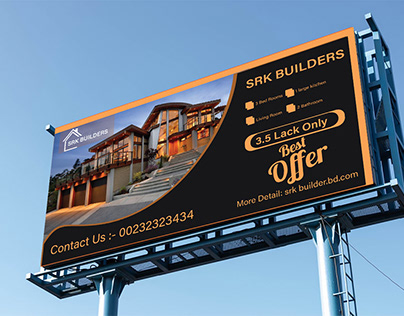 SRK BUILDERS
SRK BUILDERS
3 Bed Rooms 1 large kitchen
Living Room 2 Bathroom
3.5 Lack Only
Best
Offer
More Detail: srk builder.bd.com
Contact Us :- 00232323434